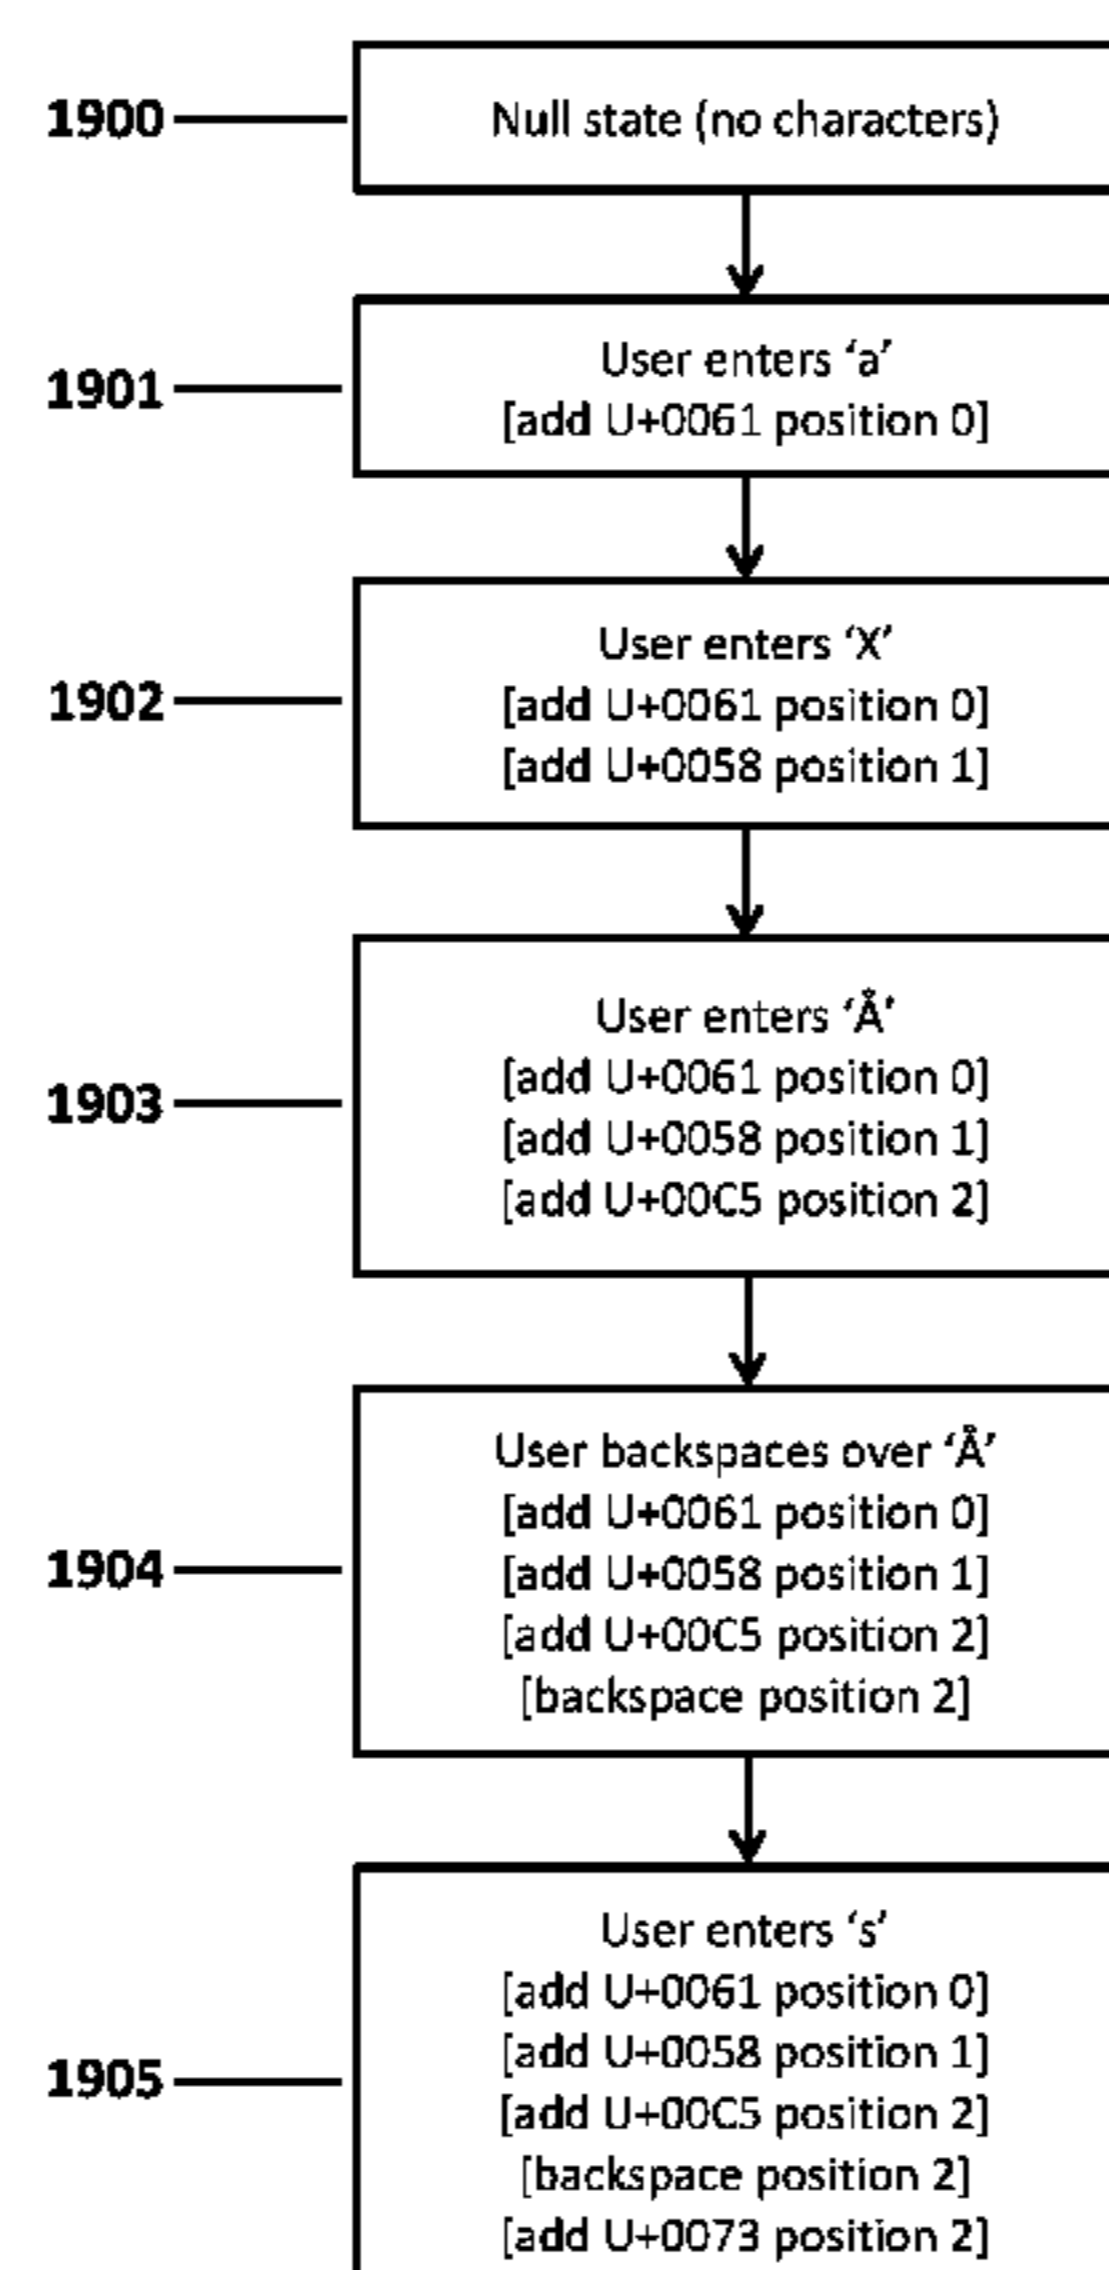 1900
Null state (no characters)
1901
User enters ‘a’
[add U+0061 position 0]
1902
User enters ‘X’
[add U+0061 position 0]
[add U+0058 position 1]
1903
User enters ‘Å’
[add U+0061 position 0]
[add U+0058 position 1]
[add U+00C5 position 2]
1904
User backspaces over ‘Å’
[add U+0061 position 0]
[add U+0058 position 1]
[add U+00C5 position 2]
[backspace position 2]
1905
User enters ‘s’
[add U+0061 position 0]
[add U+0058 position 1]
[add U+00C5 position 2]
[backspace position 2]
[add U+0073 position 2]